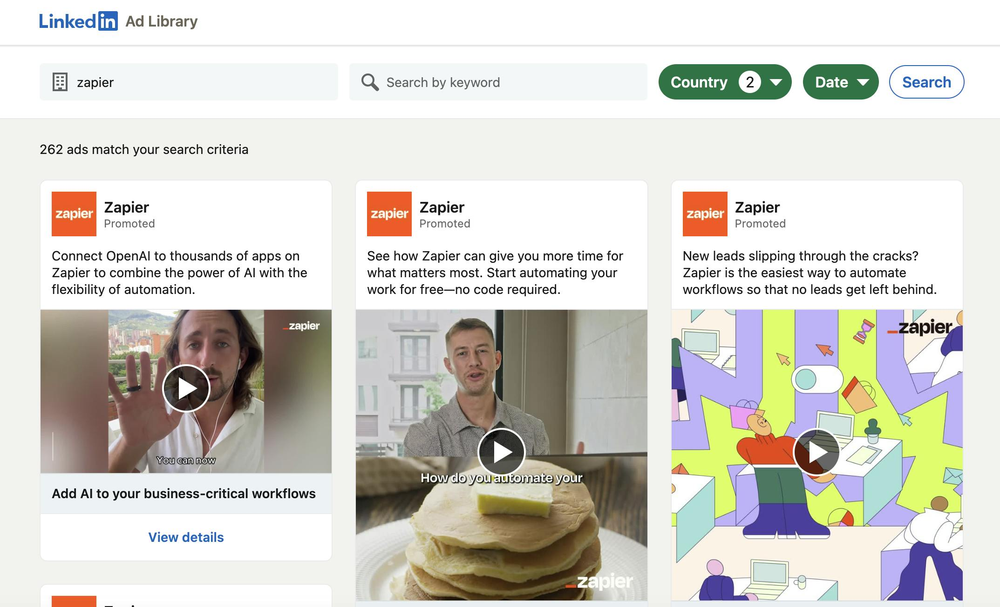 LinkedIn Ad Library
zapier
Search by keyword
Country 2
Date
Search
262 ads match your search criteria
zapier
Zapier
Promoted
Connect OpenAI to thousands of apps on
Zapier to combine the power of AI with the
flexibility of automation.
_zapier
You can now
Add AI to your business-critical workflows
View details
zapier
Zapier
Promoted
See how Zapier can give you more time for
what matters most. Start automating your
work for free—no code required.
How do you automate your
_zapier
zapier
Zapier
Promoted
New leads slipping through the cracks?
Zapier is the easiest way to automate
workflows so that no leads get left behind.
_zapier